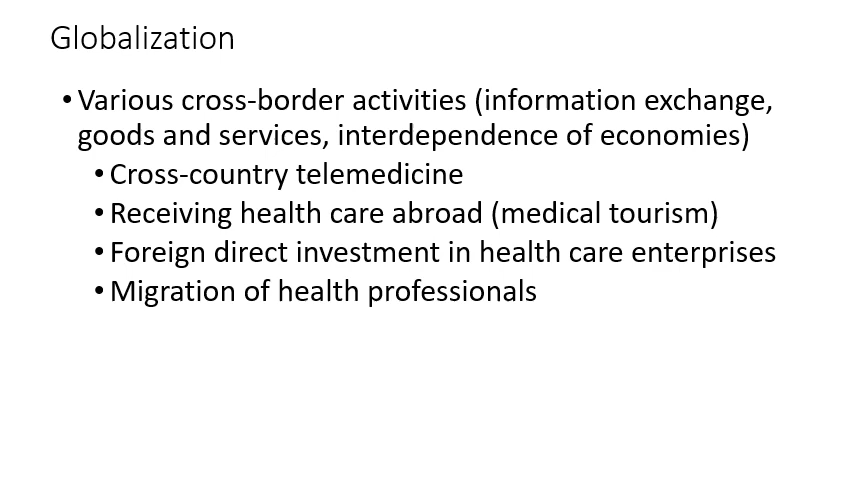 Globalization
• Various cross-border activities (information exchange,
goods and services, interdependence of economies)
• Cross-country telemedicine
• Receiving health care abroad (medical tourism)
• Foreign direct investment in health care enterprises
• Migration of health professionals